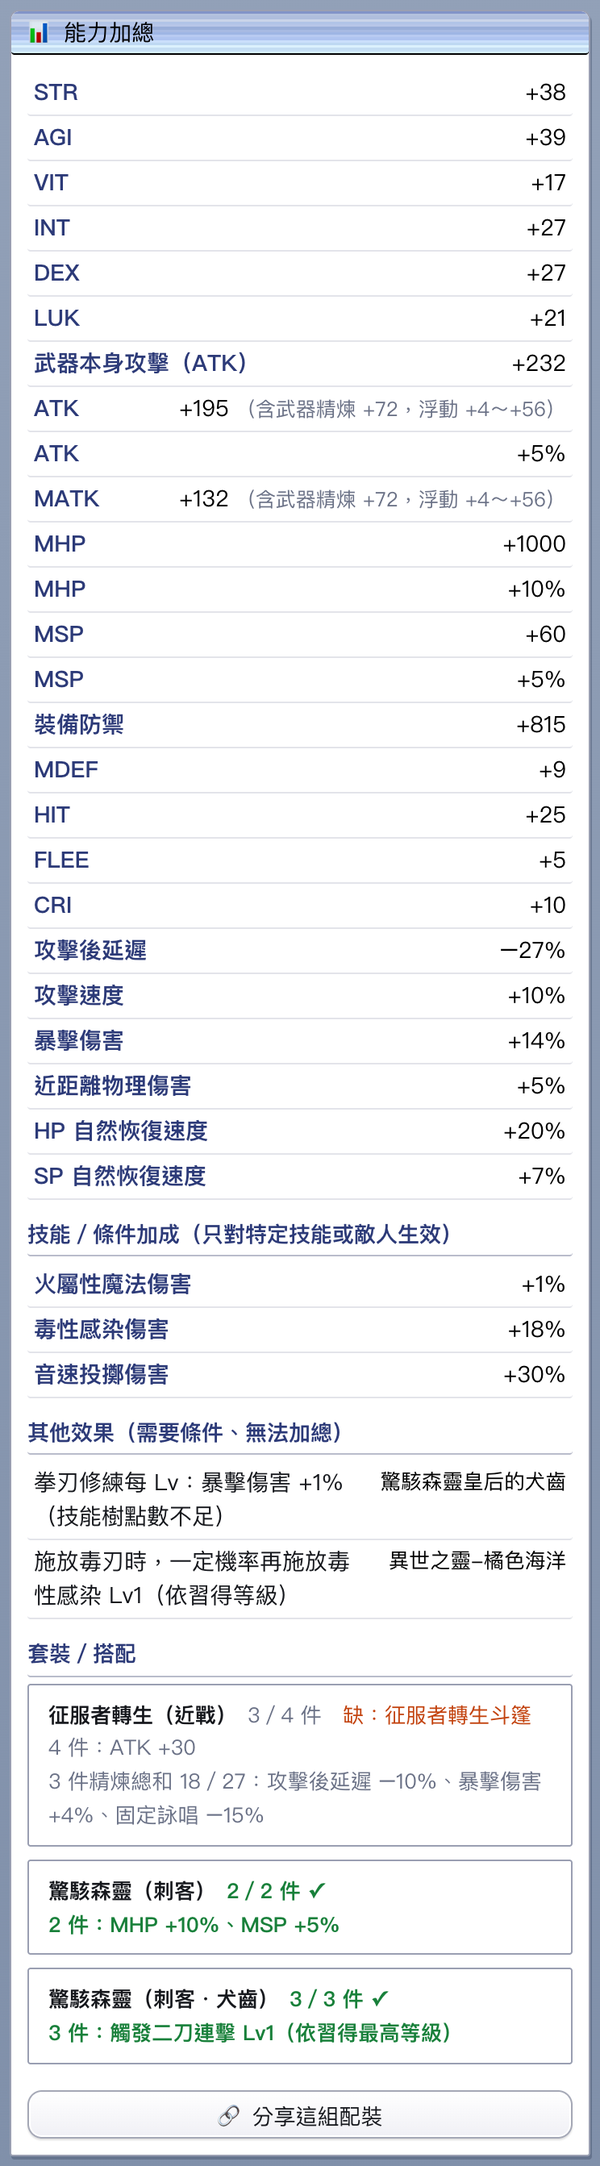 能力加總
STR +38
AGI +39
VIT +17
INT +27
DEX +27
LUK +21
武器本身攻擊（ATK） +232
ATK +195 （含武器精煉 +72，浮動 +4～+56）
ATK +5%
MATK +132 （含武器精煉 +72，浮動 +4～+56）
MHP +1000
MHP +10%
MSP +60
MSP +5%
裝備防禦 +815
MDEF +9
HIT +25
FLEE +5
CRI +10
攻擊後延遲 −27%
攻擊速度 +10%
暴擊傷害 +14%
近距離物理傷害 +5%
HP 自然恢復速度 +20%
SP 自然恢復速度 +7%
技能 / 條件加成（只對特定技能或敵人生效）
火屬性魔法傷害 +1%
毒性感染傷害 +18%
音速投擲傷害 +30%
其他效果（需要條件、無法加總）
拳刃修練每 Lv：暴擊傷害 +1% 驚駭森靈皇后的犬齒
（技能樹點數不足）
施放毒刃時，一定機率再施放毒 異世之靈–橘色海洋
性感染 Lv1（依習得等級）
套裝 / 搭配
征服者轉生（近戰） 3 / 4 件 缺：征服者轉生斗篷
4 件：ATK +30
3 件精煉總和 18 / 27：攻擊後延遲 −10%、暴擊傷害
+4%、固定詠唱 −15%
驚駭森靈（刺客） 2 / 2 件 ✓
2 件：MHP +10%、MSP +5%
驚駭森靈（刺客 · 犬齒） 3 / 3 件 ✓
3 件：觸發二刀連擊 Lv1（依習得最高等級）
分享這組配裝